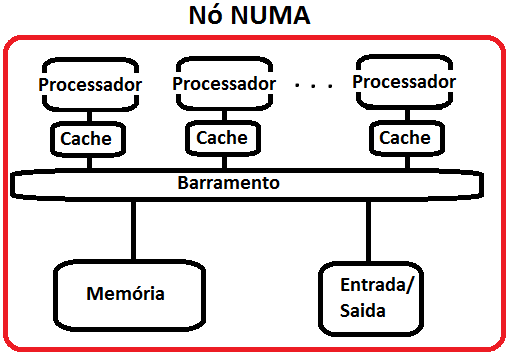 Nó NUMA
Processador Processador . . . Processador
Cache Cache Cache
Barramento
Memória
Entrada/
Saida